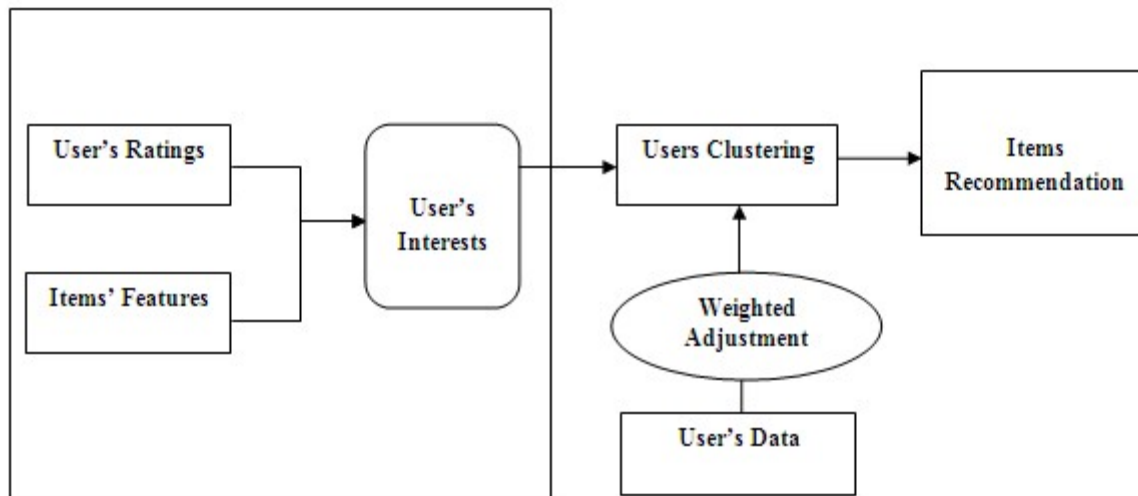 User’s Ratings
Items’ Features
User’s
Interests
Users Clustering
Items
Recommendation
Weighted
Adjustment
User’s Data